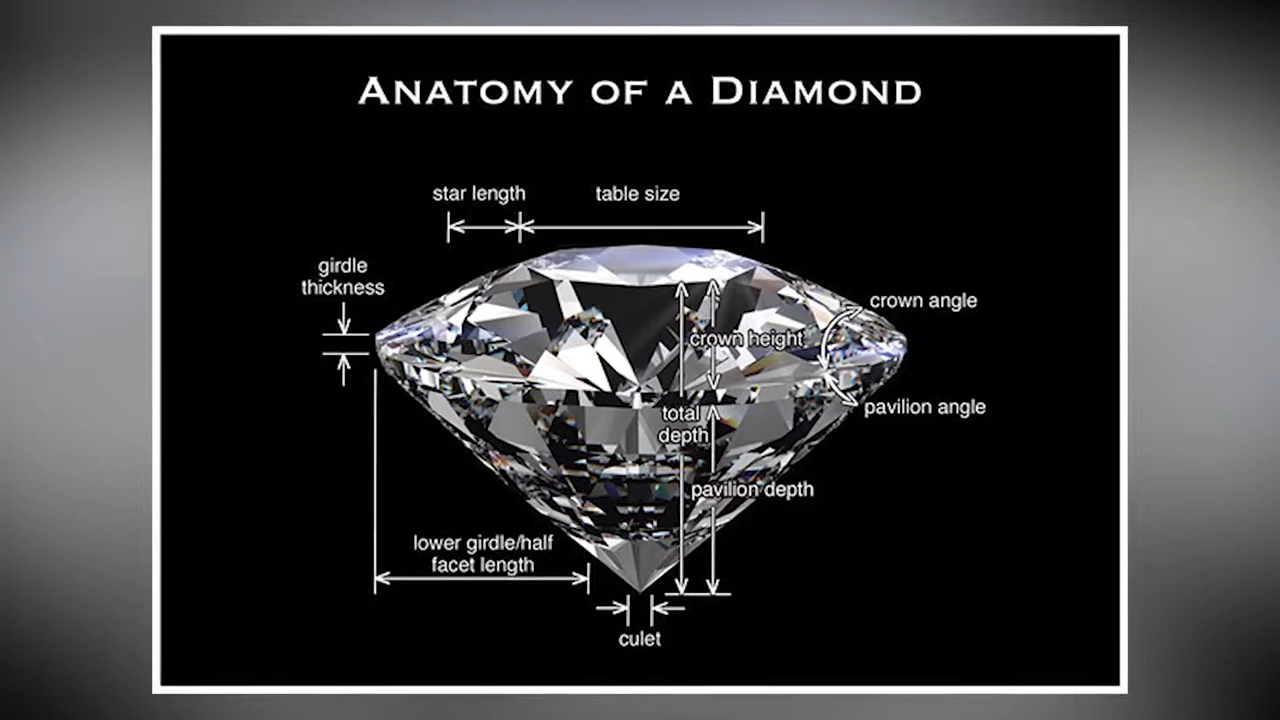 ANATOMY OF A DIAMOND
star length
table size
girdle
thickness
crown angle
crown height
pavilion angle
total
depth
pavilion depth
lower girdle/half
facet length
culet